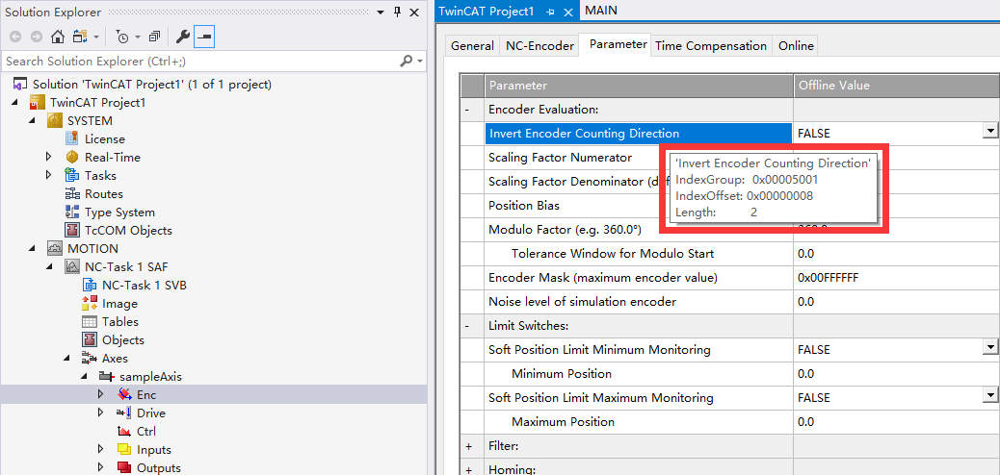 Solution Explorer
Search Solution Explorer (Ctrl+;)
Solution 'TwinCAT Project1' (1 of 1 project)
TwinCAT Project1
SYSTEM
License
Real-Time
Tasks
Routes
Type System
TcCOM Objects
MOTION
NC-Task 1 SAF
NC-Task 1 SVB
Image
Tables
Objects
Axes
sampleAxis
Enc
Drive
Ctrl
Inputs
Outputs
TwinCAT Project1 MAIN
General NC-Encoder Parameter Time Compensation Online
Parameter Offline Value
- Encoder Evaluation:
Invert Encoder Counting Direction FALSE
Scaling Factor Numerator
Scaling Factor Denominator (def
Position Bias
'Invert Encoder Counting Direction'
IndexGroup: 0x00005001
IndexOffset: 0x00000008
Length: 2
Modulo Factor (e.g. 360.0°) 360.0
Tolerance Window for Modulo Start 0.0
Encoder Mask (maximum encoder value) 0x00FFFFFF
Noise level of simulation encoder 0.0
- Limit Switches:
Soft Position Limit Minimum Monitoring FALSE
Minimum Position 0.0
Soft Position Limit Maximum Monitoring FALSE
Maximum Position 0.0
+ Filter:
+ Homing: